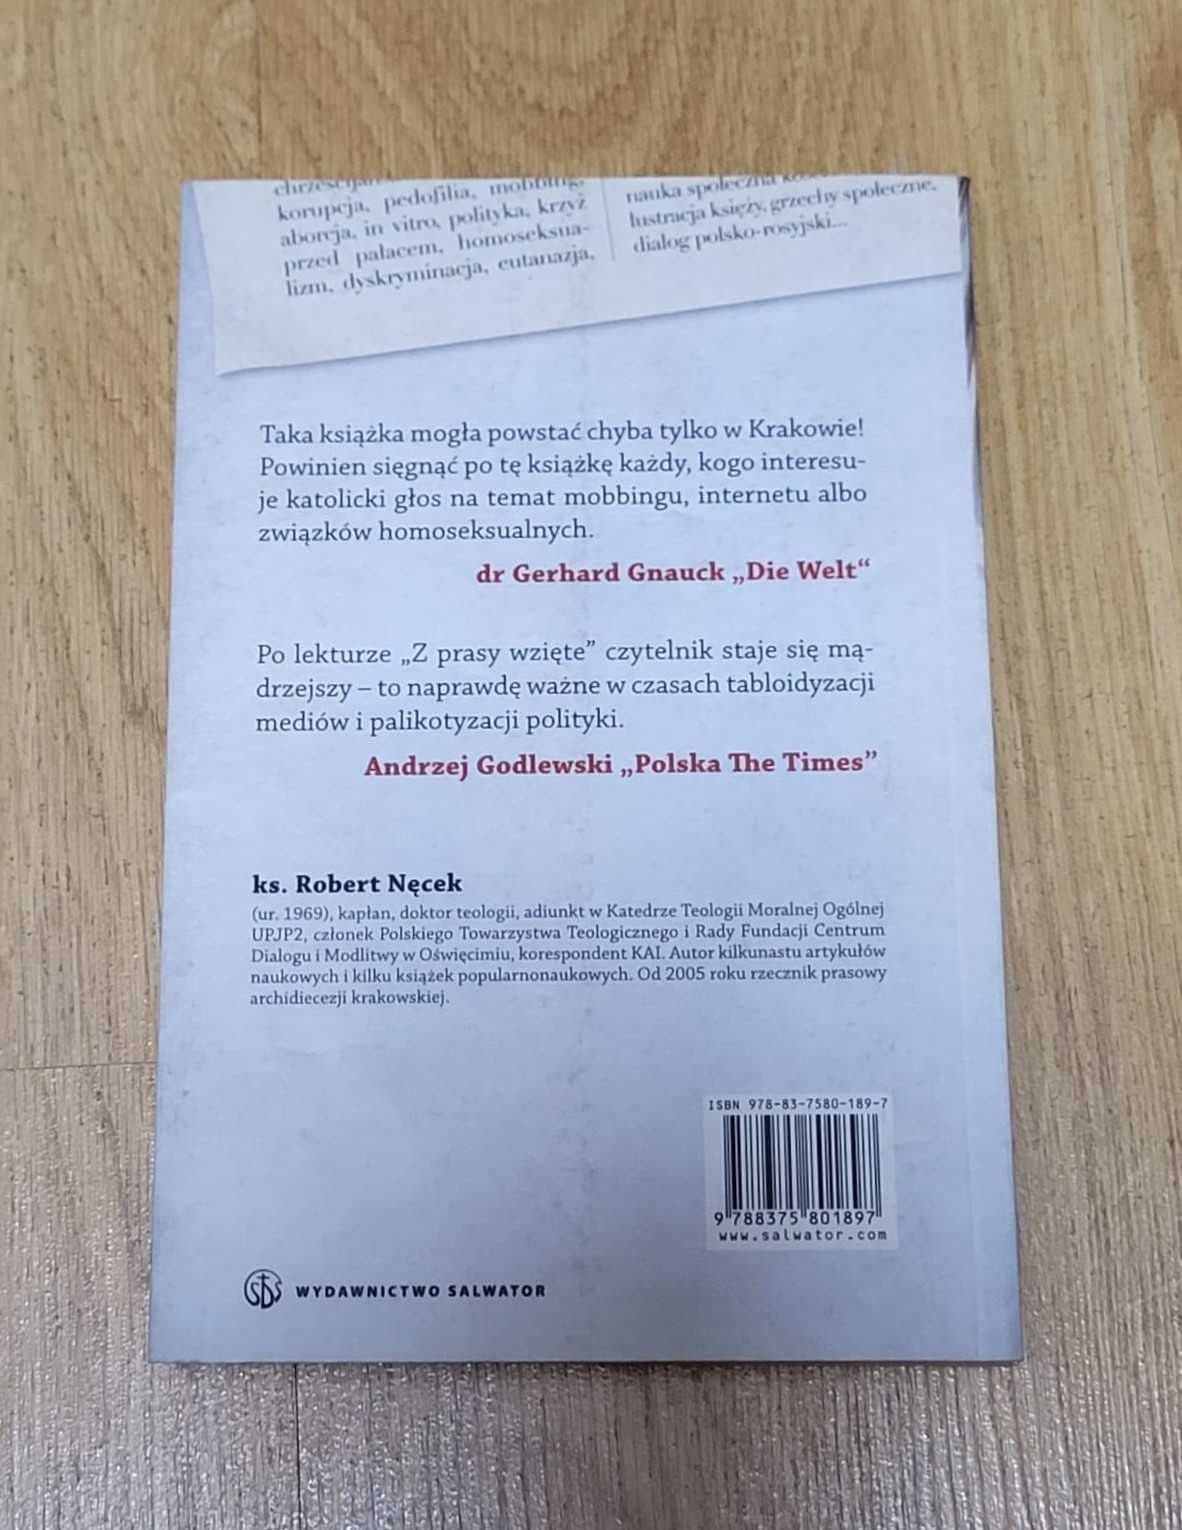 korupcja, pedofilia, mobbing,
aborcja, in vitro, polityka, krzyż
przed pałacem, homoseksua-
lizm, dyskryminacja, eutanazja,
nauka społeczna
lustracja księży, grzechy społeczne,
dialog polsko-rosyjski...
Taka książka mogła powstać chyba tylko w Krakowie!
Powinien sięgnąć po tę książkę każdy, kogo interesu-
je katolicki głos na temat mobbingu, internetu albo
związków homoseksualnych.
dr Gerhard Gnauck „Die Welt“
Po lekturze „Z prasy wzięte” czytelnik staje się mą-
drzejszy – to naprawdę ważne w czasach tabloidyzacji
mediów i palikotyzacji polityki.
Andrzej Godlewski „Polska The Times”
ks. Robert Nęcek
(ur. 1969), kapłan, doktor teologii, adiunkt w Katedrze Teologii Moralnej Ogólnej
UPJP2, członek Polskiego Towarzystwa Teologicznego i Rady Fundacji Centrum
Dialogu i Modlitwy w Oświęcimiu, korespondent KAI. Autor kilkunastu artykułów
naukowych i kilku książek popularnonaukowych. Od 2005 roku rzecznik prasowy
archidiecezji krakowskiej.
ISBN 978-83-7580-189-7
9 788375 801897
www.salwator.com
SDS WYDAWNICTWO SALWATOR